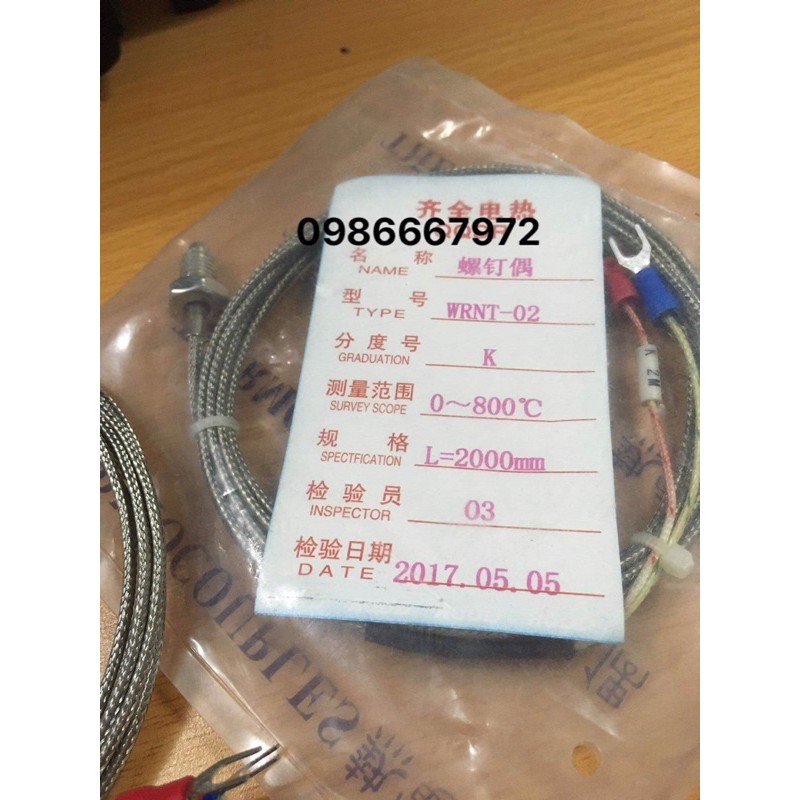 齐全电热
0986667972
名 称 螺钉偶
NAME
型 号 WRNT-02
TYPE
分 度 号 K
GRADUATION
测量范围 0～800℃
SURVEY SCOPE
规 格 L=2000mm
SPECTFICATION
检 验 员 03
INSPECTOR
检验日期 2017.05.05
DATE
K 2M
THERMOCOUPLES